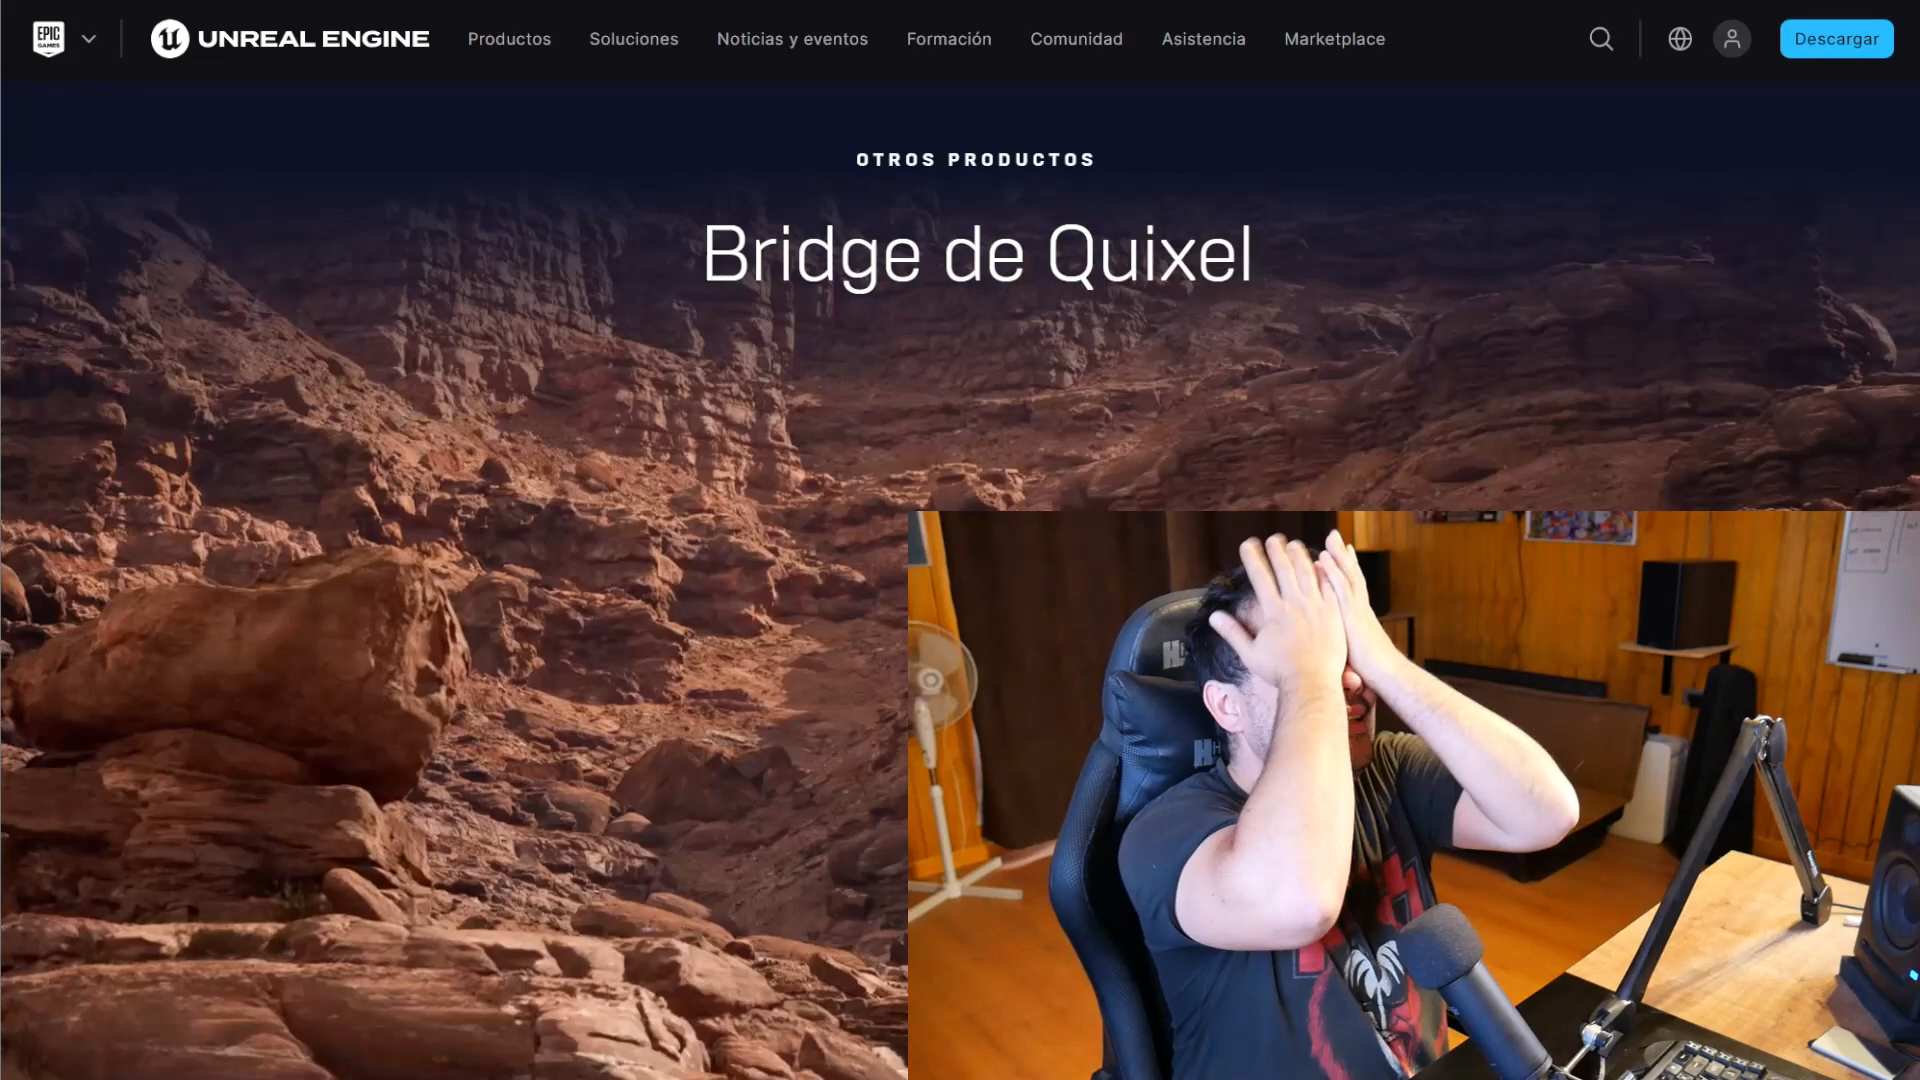 EPIC
GAMES
UNREAL ENGINE
Productos
Soluciones
Noticias y eventos
Formación
Comunidad
Asistencia
Marketplace
Descargar
OTROS PRODUCTOS
Bridge de Quixel